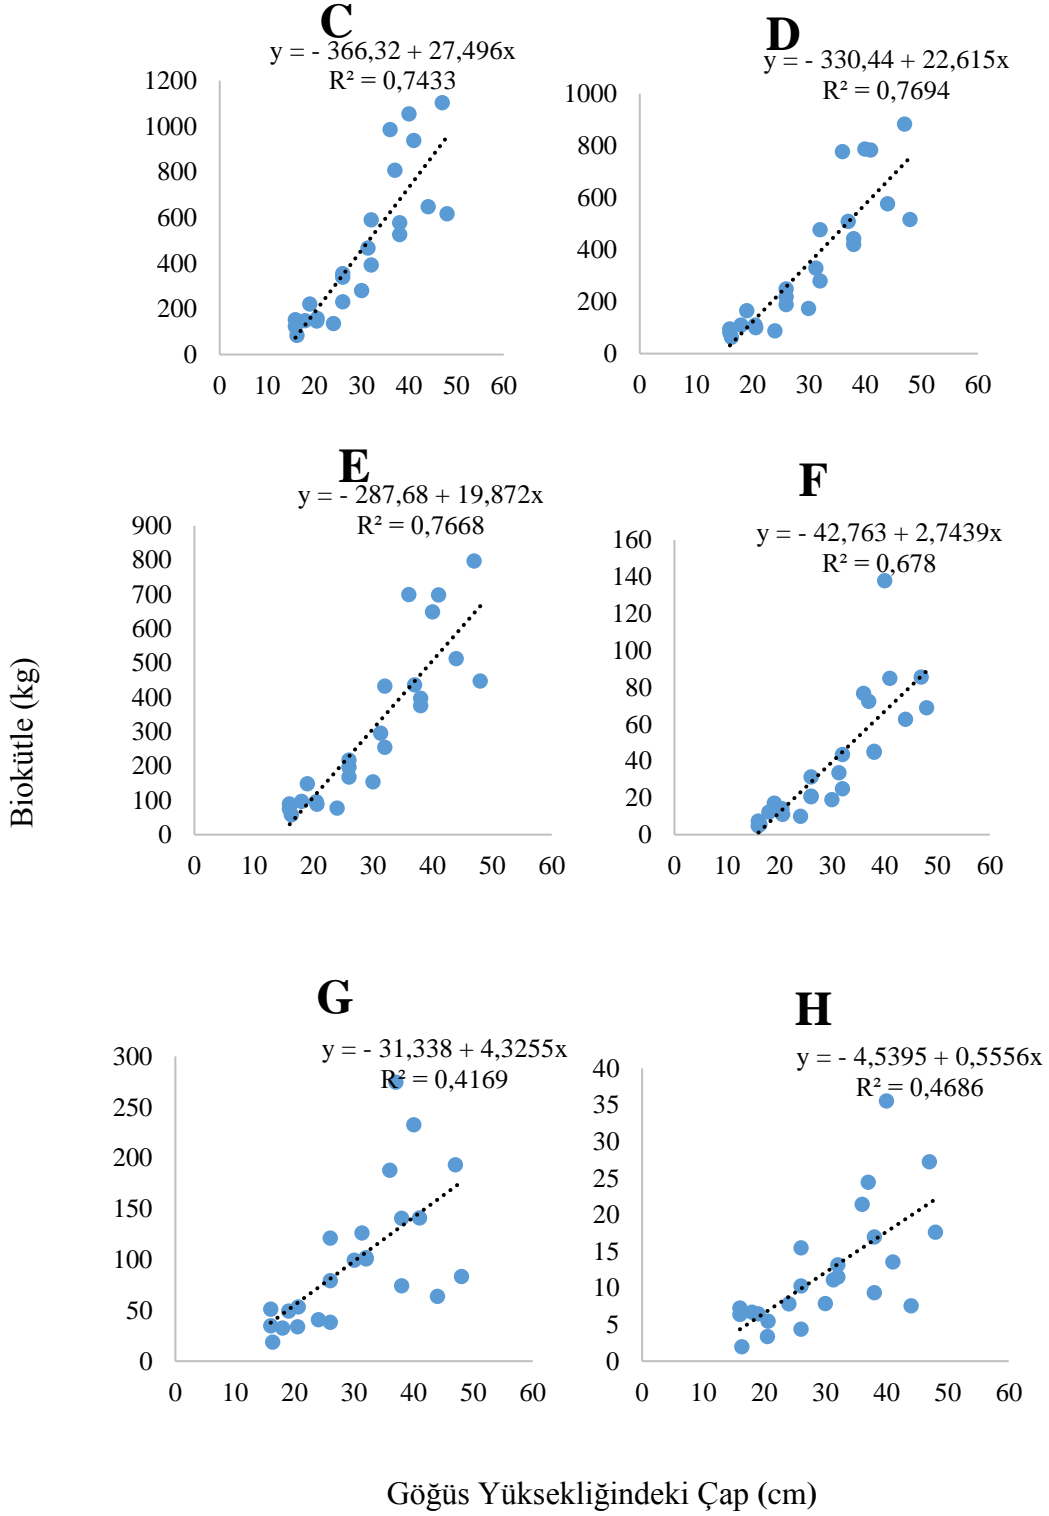 C
y = - 366,32 + 27,496x
R² = 0,7433
1200
1000
800
600
400
200
0
0 10 20 30 40 50 60
D
y = - 330,44 + 22,615x
R² = 0,7694
1000
800
600
400
200
0
0 10 20 30 40 50 60
E
y = - 287,68 + 19,872x
R² = 0,7668
900
800
700
600
500
400
300
200
100
0
0 10 20 30 40 50 60
F
y = - 42,763 + 2,7439x
R² = 0,678
160
140
120
100
80
60
40
20
0
0 10 20 30 40 50 60
Biokütle (kg)
G
y = - 31,338 + 4,3255x
R² = 0,4169
300
250
200
150
100
50
0
0 10 20 30 40 50 60
H
y = - 4,5395 + 0,5556x
R² = 0,4686
40
35
30
25
20
15
10
5
0
0 10 20 30 40 50 60
Göğüs Yüksekliğindeki Çap (cm)